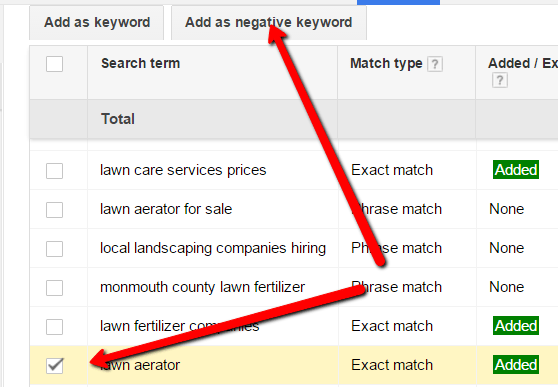 Add as keyword Add as negative keyword
Search term Match type ? Added / Ex
?
Total
lawn care services prices Exact match Added
lawn aerator for sale Phrase match None
local landscaping companies hiring Phrase match None
monmouth county lawn fertilizer Phrase match None
lawn fertilizer companies Exact match Added
lawn aerator Exact match Added